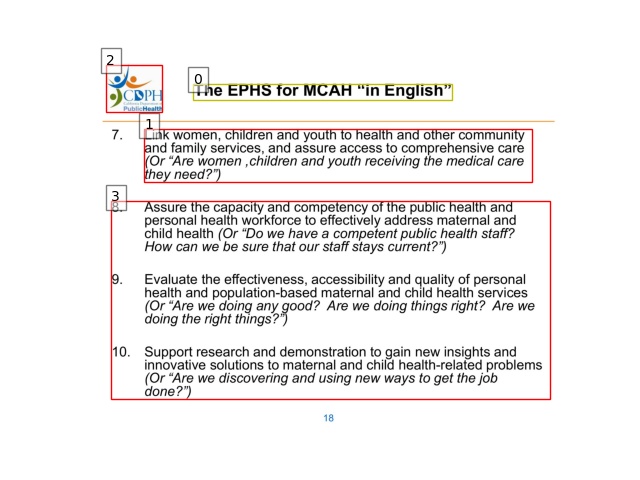 2
CDPH
PublicHealth
0
The EPHS for MCAH “in English”
1
7. Link women, children and youth to health and other community
and family services, and assure access to comprehensive care
(Or “Are women ,children and youth receiving the medical care
they need?”)
3
8. Assure the capacity and competency of the public health and
personal health workforce to effectively address maternal and
child health (Or “Do we have a competent public health staff?
How can we be sure that our staff stays current?”)
9. Evaluate the effectiveness, accessibility and quality of personal
health and population-based maternal and child health services
(Or “Are we doing any good? Are we doing things right? Are we
doing the right things?”)
10. Support research and demonstration to gain new insights and
innovative solutions to maternal and child health-related problems
(Or “Are we discovering and using new ways to get the job
done?”)
18